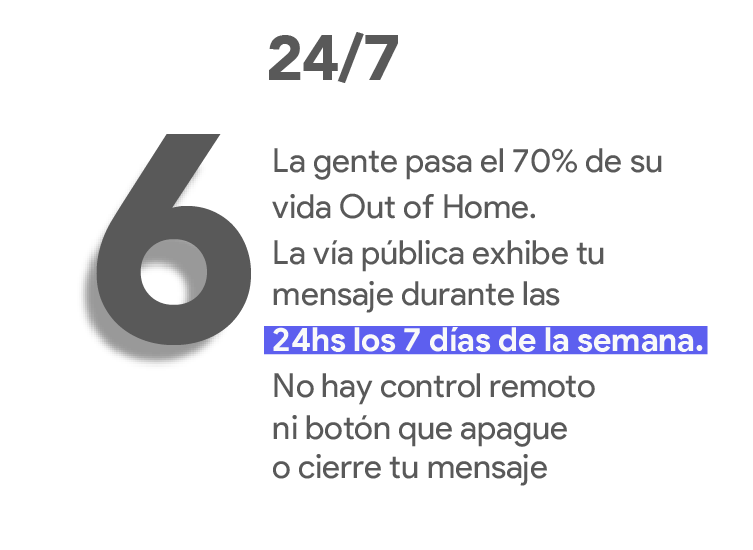 24/7
6
La gente pasa el 70% de su
vida Out of Home.
La vía pública exhibe tu
mensaje durante las
24hs los 7 días de la semana.
No hay control remoto
ni botón que apague
o cierre tu mensaje